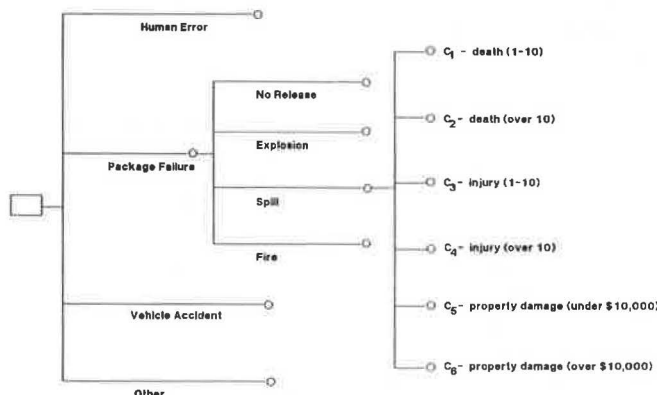 Human Error
Package Failure
Vehicle Accident
Other
No Release
Explosion
Spill
Fire
C1 - death (1-10)
C2 - death (over 10)
C3 - injury (1-10)
C4 - injury (over 10)
C5 - property damage (under $10,000)
C6 - property damage (over $10,000)